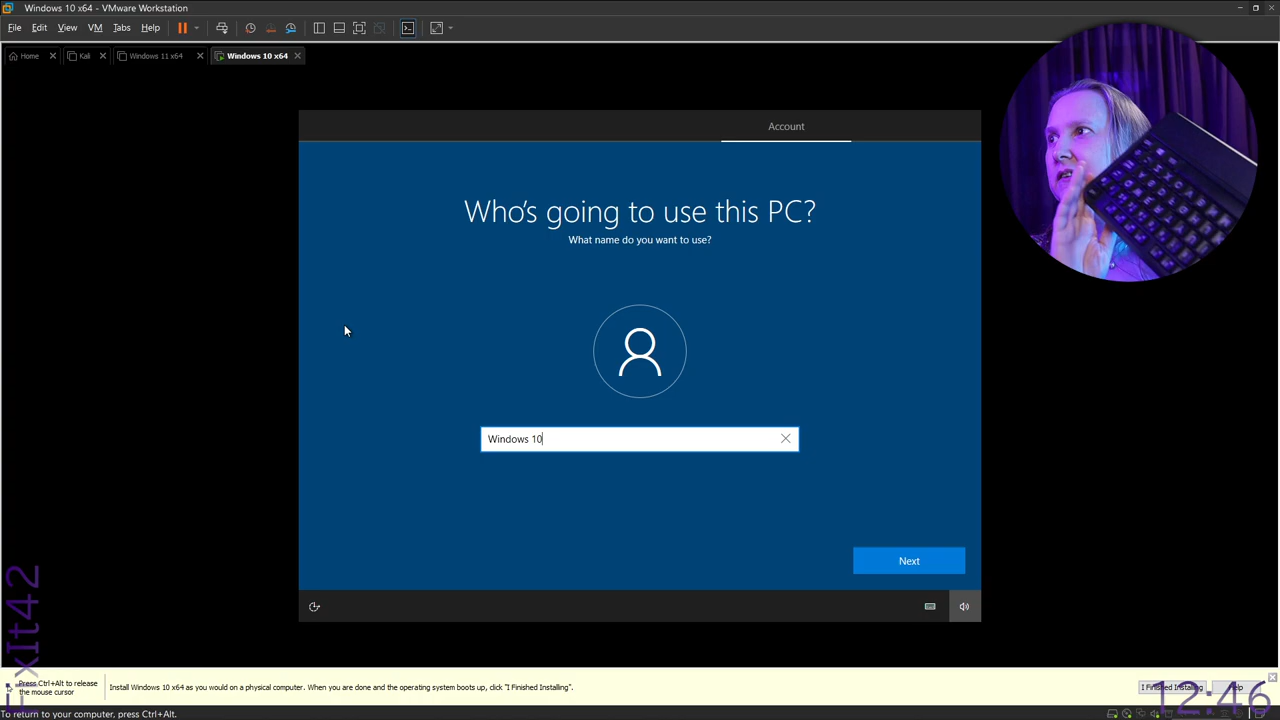 Windows 10 x64 - VMware Workstation
File Edit View VM Tabs Help
Home Kali Windows 11 x64 Windows 10 x64
Account
Who's going to use this PC?
What name do you want to use?
Windows 10
Next
Press Ctrl+Alt to release
the mouse cursor
Install Windows 10 x64 as you would on a physical computer. When you are done and the operating system boots up, click "I Finished Installing".
I Finished Installing Help
To return to your computer, press Ctrl+Alt.
ExIt42
12:46